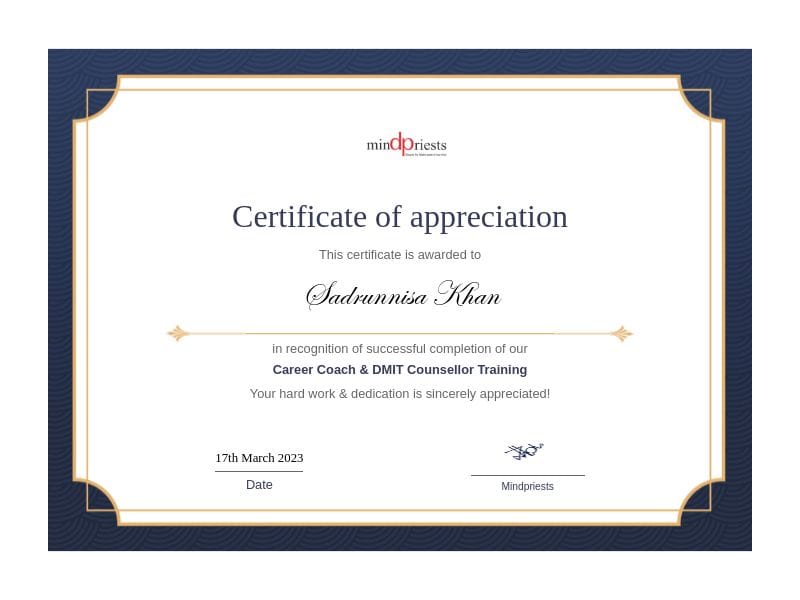 mindpriests
Certificate of appreciation
This certificate is awarded to
Sadrunnisa Khan
in recognition of successful completion of our
Career Coach & DMIT Counsellor Training
Your hard work & dedication is sincerely appreciated!
17th March 2023
Date
Mindpriests